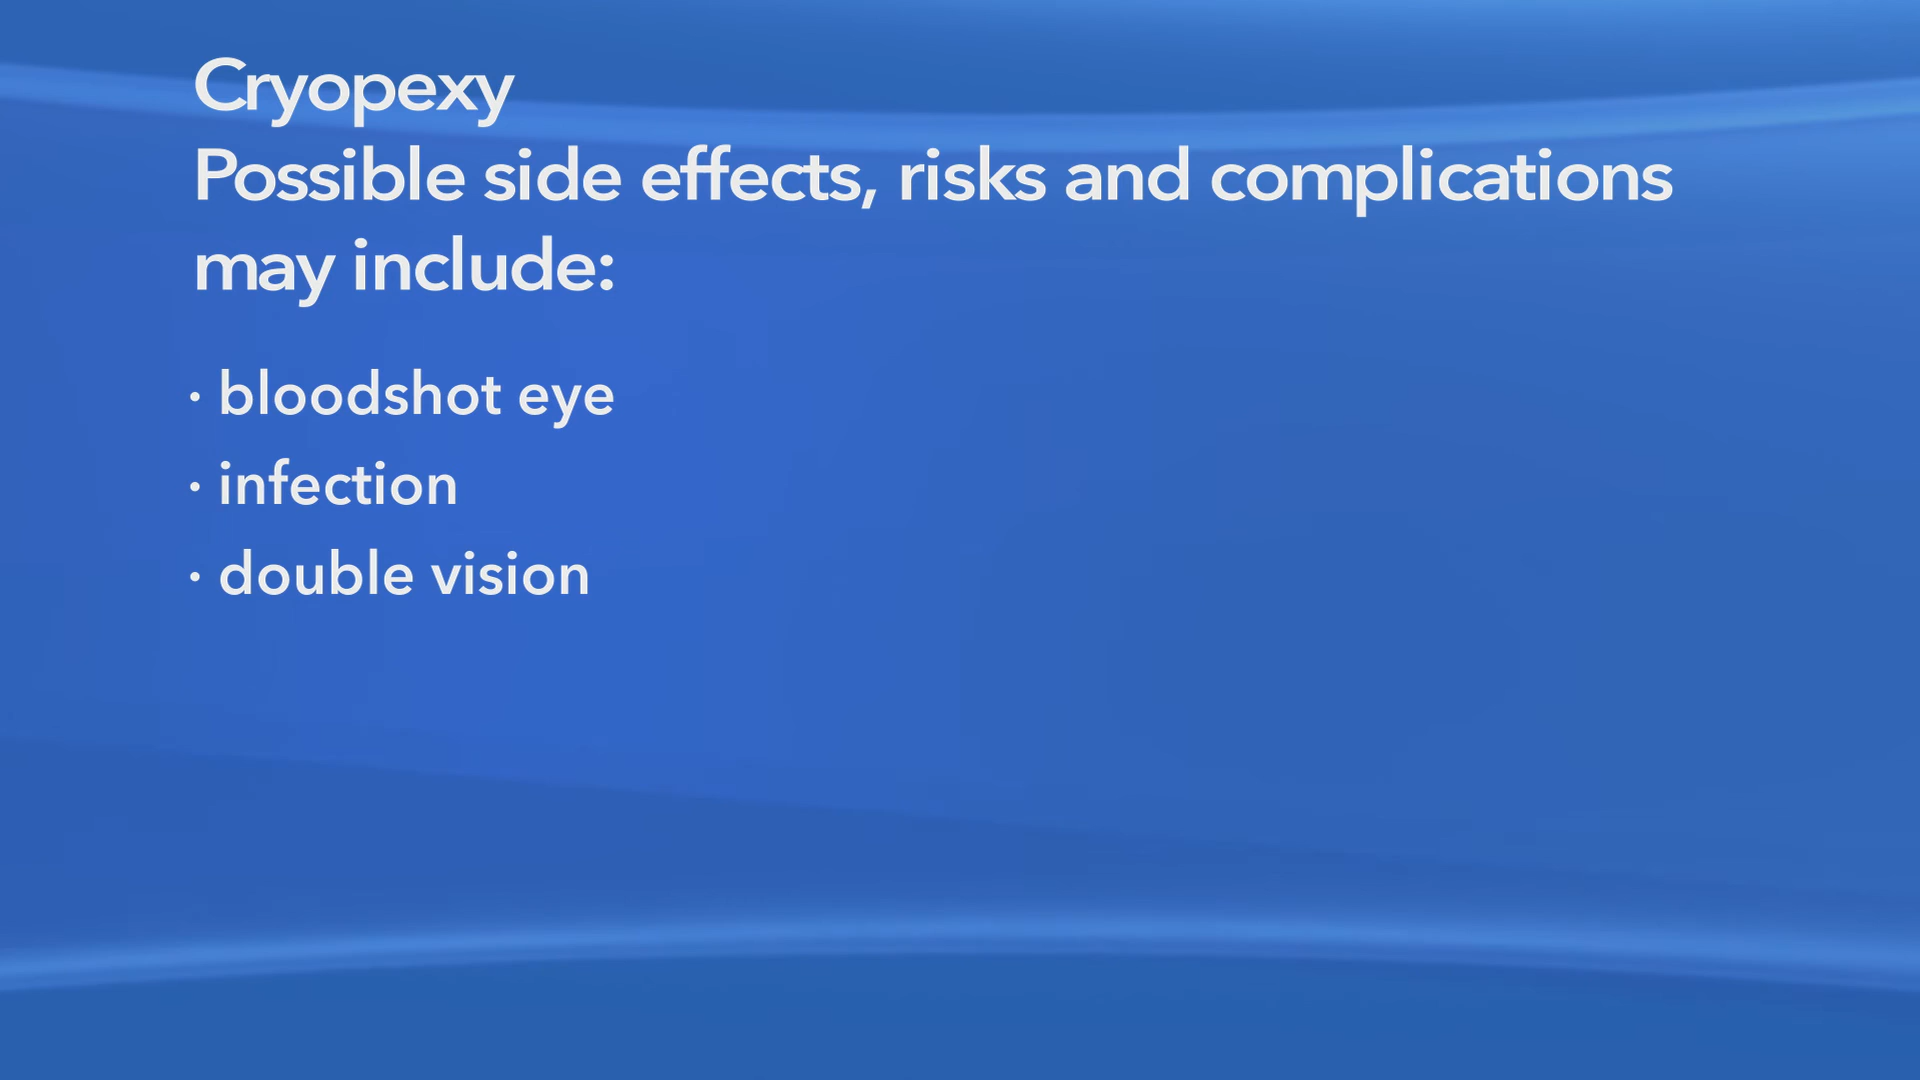 Cryopexy
Possible side effects, risks and complications
may include:
· bloodshot eye
· infection
· double vision